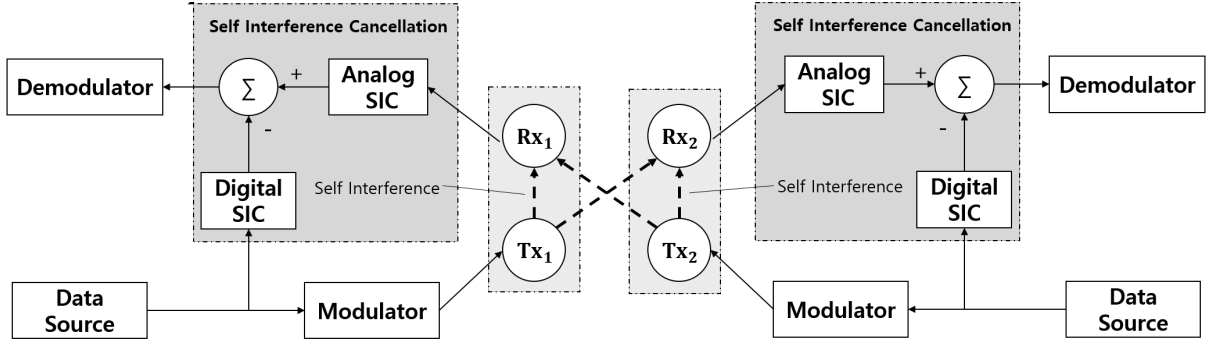 Self Interference Cancellation
Self Interference Cancellation
Demodulator
Σ
+
Analog
SIC
Analog
SIC
+
Σ
Demodulator
-
-
Rx₁
Rx₂
Digital
SIC
Self Interference
Self Interference
Digital
SIC
Tx₁
Tx₂
Data
Source
Modulator
Modulator
Data
Source